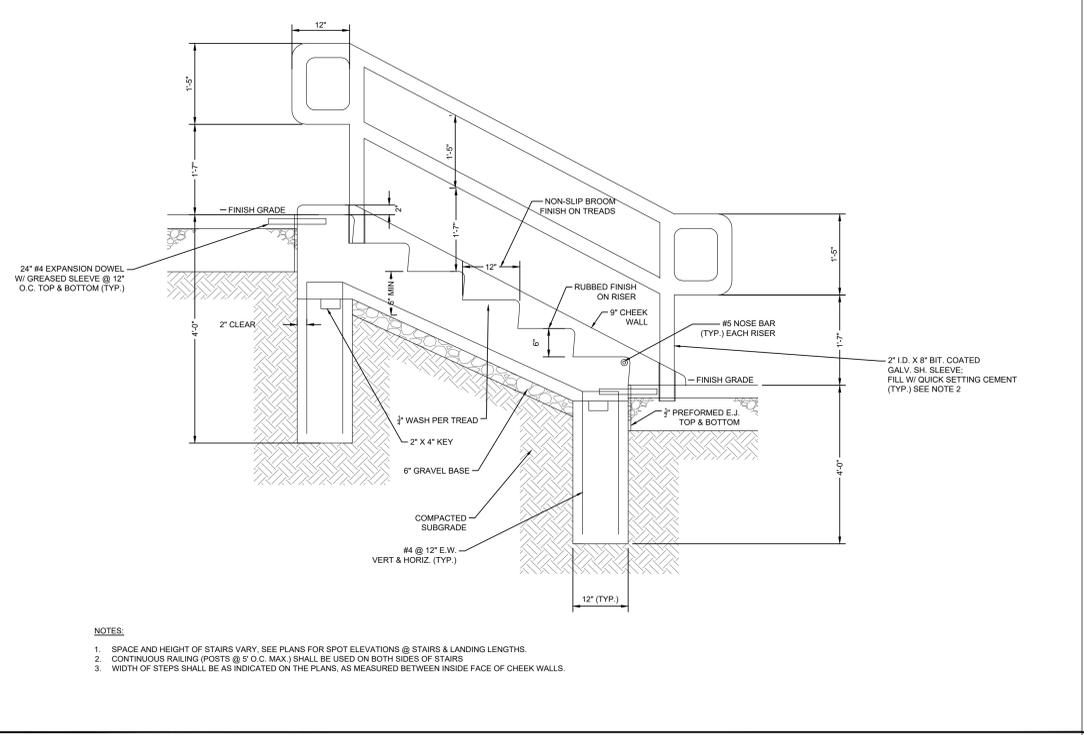 12"
1'-5"
1'-7"
FINISH GRADE
2"
1'-5"
1'-7"
NON-SLIP BROOM
FINISH ON TREADS
24" #4 EXPANSION DOWEL
W/ GREASED SLEEVE @ 12"
O.C. TOP & BOTTOM (TYP.)
12"
6" MIN
RUBBED FINISH
ON RISER
9" CHEEK
WALL
1'-5"
2" CLEAR
4'-0"
6"
#5 NOSE BAR
(TYP.) EACH RISER
1'-7"
2" I.D. X 8" BIT. COATED
GALV. SH. SLEEVE;
FILL W/ QUICK SETTING CEMENT
(TYP.) SEE NOTE 2
FINISH GRADE
¼" WASH PER TREAD
½" PREFORMED E.J.
TOP & BOTTOM
2" X 4" KEY
6" GRAVEL BASE
4'-0"
COMPACTED
SUBGRADE
#4 @ 12" E.W.
VERT & HORIZ. (TYP.)
12" (TYP.)
NOTES:
1. SPACE AND HEIGHT OF STAIRS VARY, SEE PLANS FOR SPOT ELEVATIONS @ STAIRS & LANDING LENGTHS.
2. CONTINUOUS RAILING (POSTS @ 5' O.C. MAX.) SHALL BE USED ON BOTH SIDES OF STAIRS
3. WIDTH OF STEPS SHALL BE AS INDICATED ON THE PLANS, AS MEASURED BETWEEN INSIDE FACE OF CHEEK WALLS.